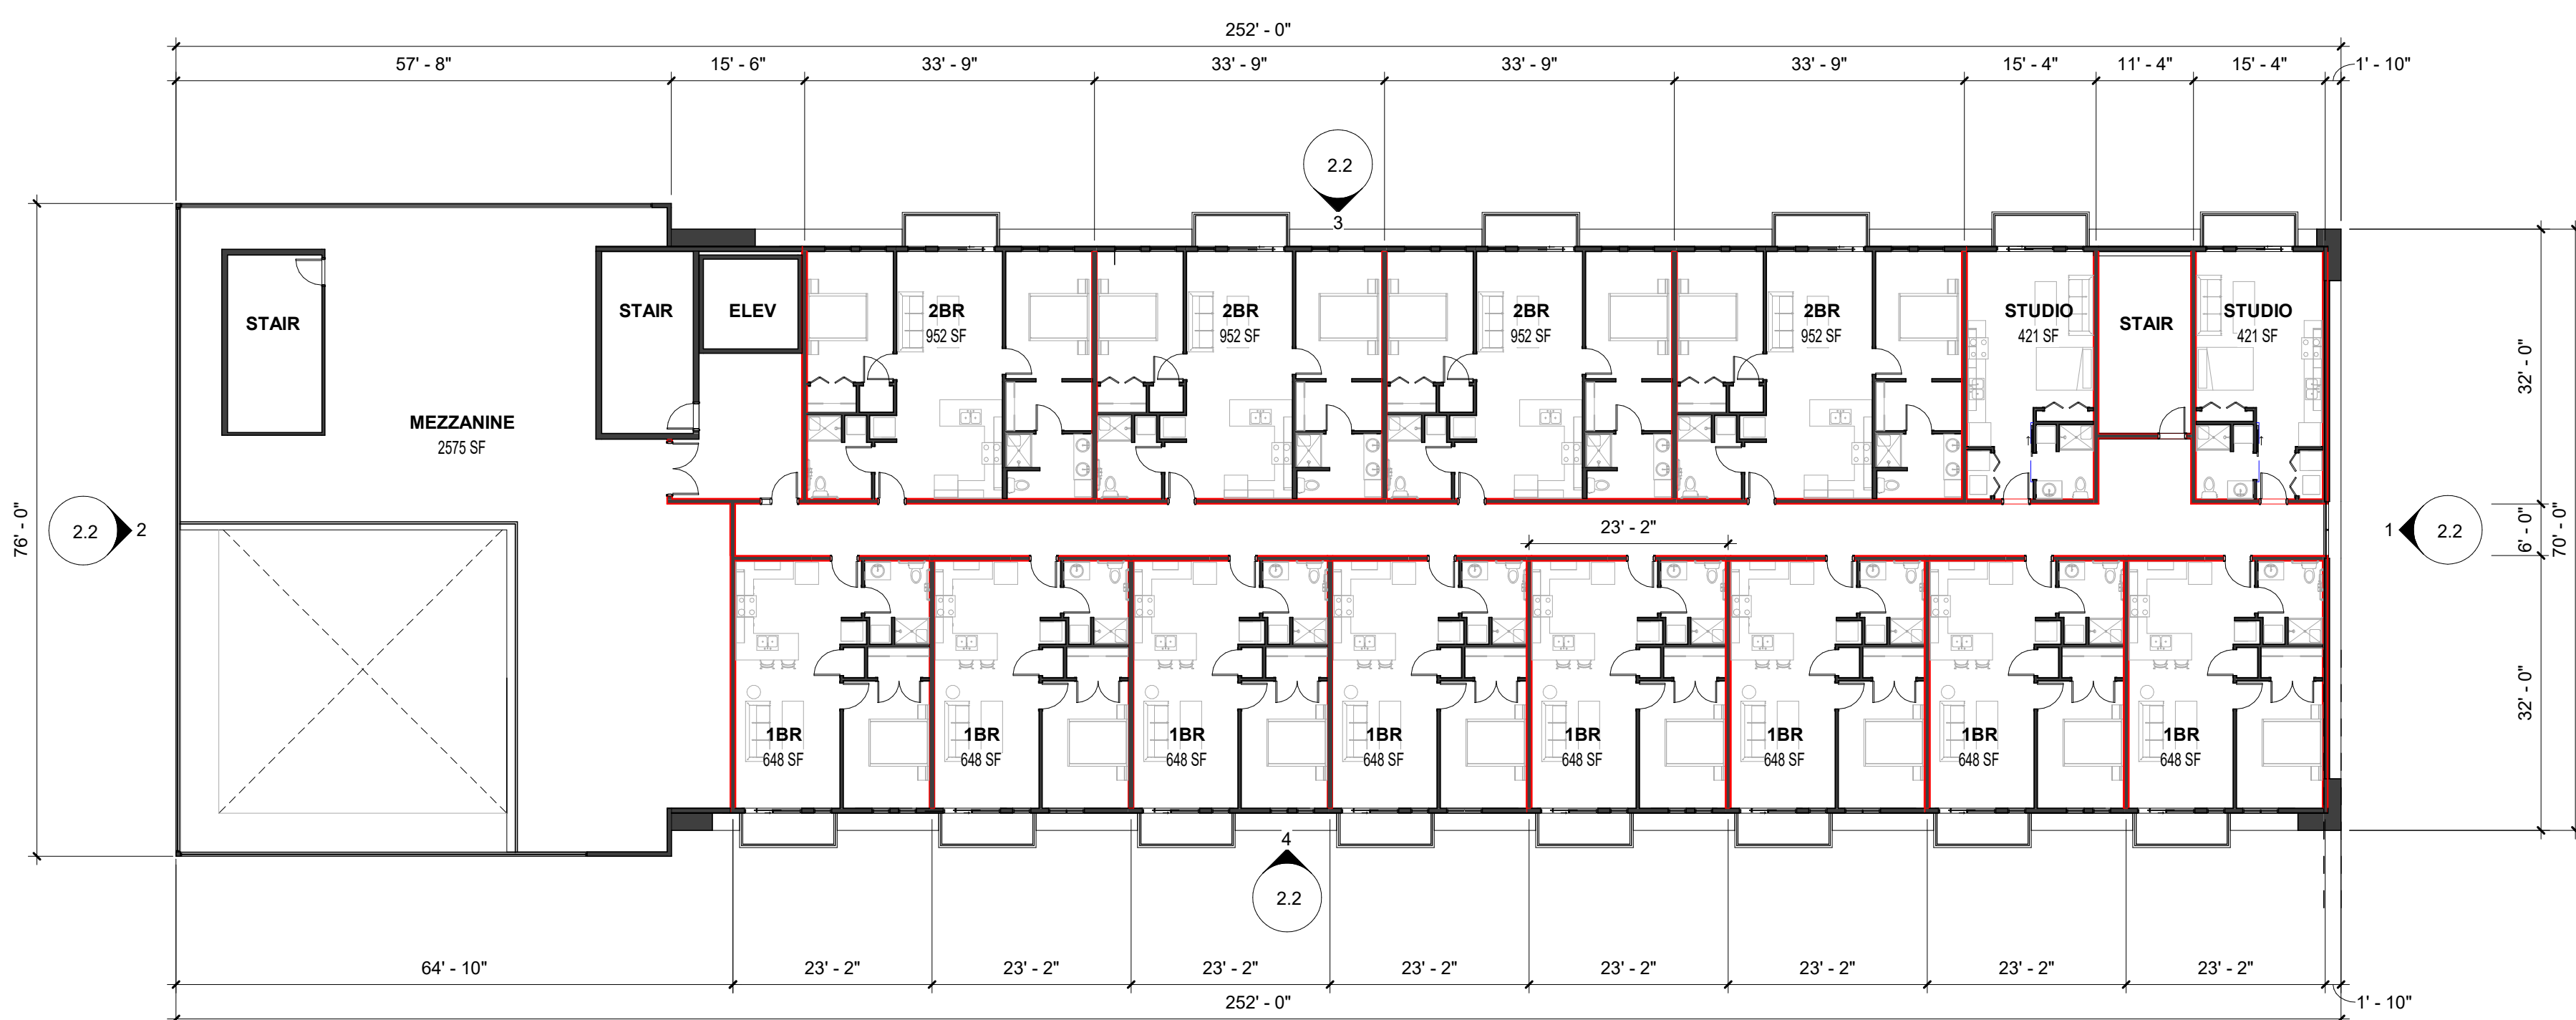 252' - 0"
57' - 8"
15' - 6"
33' - 9"
33' - 9"
33' - 9"
33' - 9"
15' - 4"
11' - 4"
15' - 4"
1' - 10"
2.2
3
STAIR
STAIR
ELEV
2BR
952 SF
2BR
952 SF
2BR
952 SF
2BR
952 SF
STUDIO
421 SF
STAIR
STUDIO
421 SF
MEZZANINE
2575 SF
32' - 0"
76' - 0"
2.2
2
23' - 2"
1
2.2
6' - 0"
70' - 0"
32' - 0"
1BR
648 SF
1BR
648 SF
1BR
648 SF
1BR
648 SF
1BR
648 SF
1BR
648 SF
1BR
648 SF
1BR
648 SF
4
2.2
64' - 10"
23' - 2"
23' - 2"
23' - 2"
23' - 2"
23' - 2"
23' - 2"
23' - 2"
23' - 2"
252' - 0"
1' - 10"